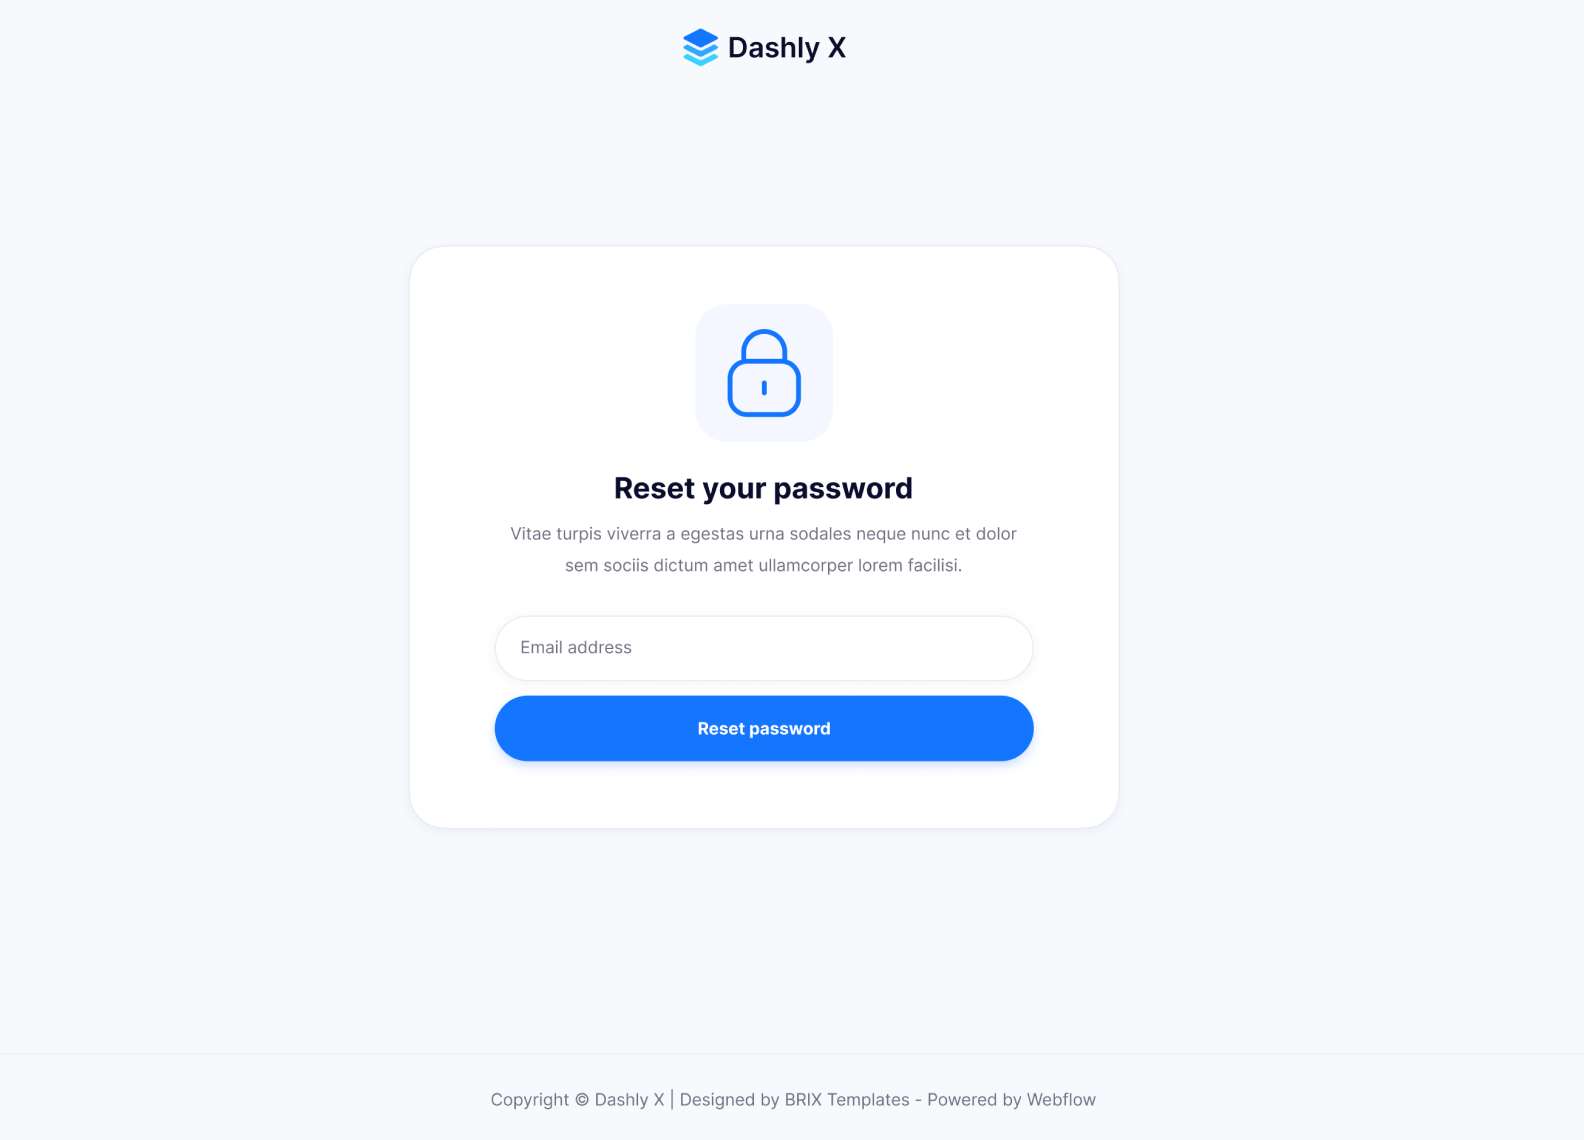 Dashly X
Reset your password
Vitae turpis viverra a egestas urna sodales neque nunc et dolor
sem sociis dictum amet ullamcorper lorem facilisi.
Email address
Reset password
Copyright © Dashly X | Designed by BRIX Templates - Powered by Webflow